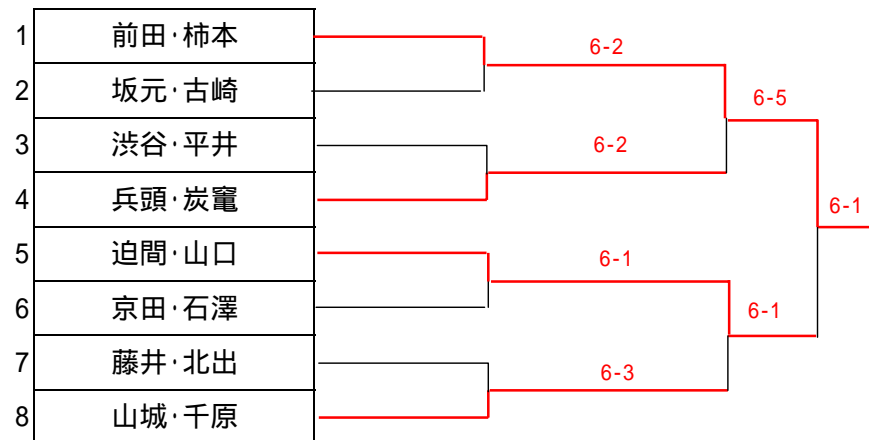 1 前田・柿本
2 坂元・古崎
3 渋谷・平井
4 兵頭・炭竃
5 迫間・山口
6 京田・石澤
7 藤井・北出
8 山城・千原
6-2
6-5
6-2
6-1
6-1
6-1
6-3